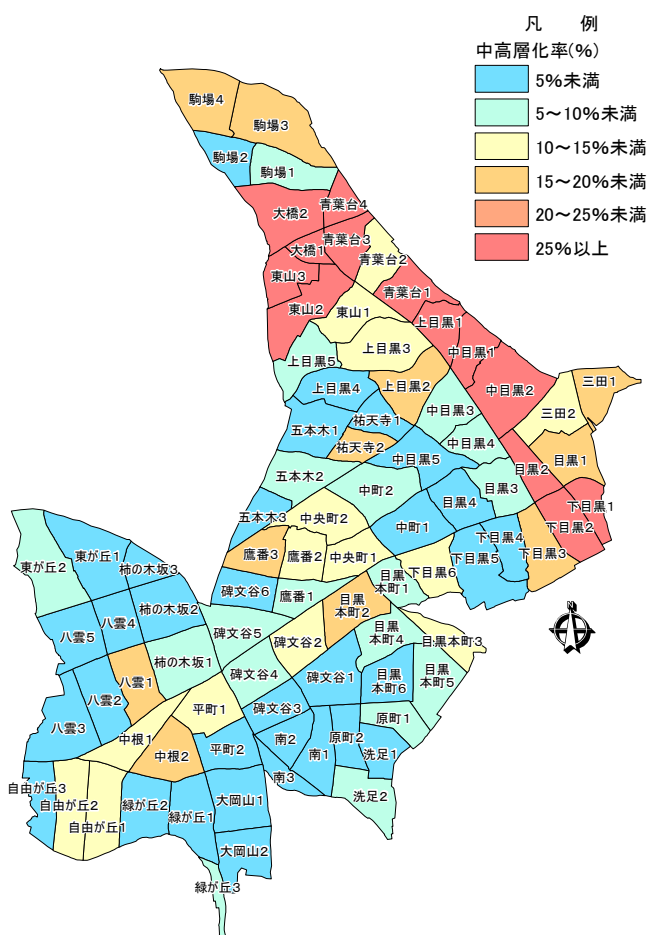 凡 例
中高層化率(%)
5%未満
5～10%未満
10～15%未満
15～20%未満
20～25%未満
25%以上
駒場4
駒場3
駒場2
駒場1
大橋2
青葉台4
青葉台3
大橋1
青葉台2
東山3
青葉台1
東山2
東山1
上目黒1
上目黒3
中目黒1
上目黒5
上目黒4
上目黒2
中目黒2
三田1
中目黒3
三田2
祐天寺1
五本木1
中目黒4
祐天寺2
中目黒5
目黒2
目黒1
五本木2
中町2
目黒3
目黒4
下目黒1
五本木3
中央町2
中町1
下目黒2
下目黒4
東が丘1
鷹番3
鷹番2
中央町1
下目黒5
下目黒3
東が丘2
柿の木坂3
下目黒6
碑文谷6
鷹番1
目黒
本町1
目黒
本町2
柿の木坂2
八雲4
八雲5
碑文谷5
碑文谷2
目黒
本町4
目黒本町3
柿の木坂1
碑文谷4
碑文谷1
目黒
本町6
目黒
本町5
八雲1
八雲2
八雲3
平町1
碑文谷3
原町1
中根1
中根2
平町2
南2
南1
原町2
洗足1
南3
自由が丘3
自由が丘2
自由が丘1
緑が丘2
緑が丘1
大岡山1
洗足2
大岡山2
緑が丘3
N